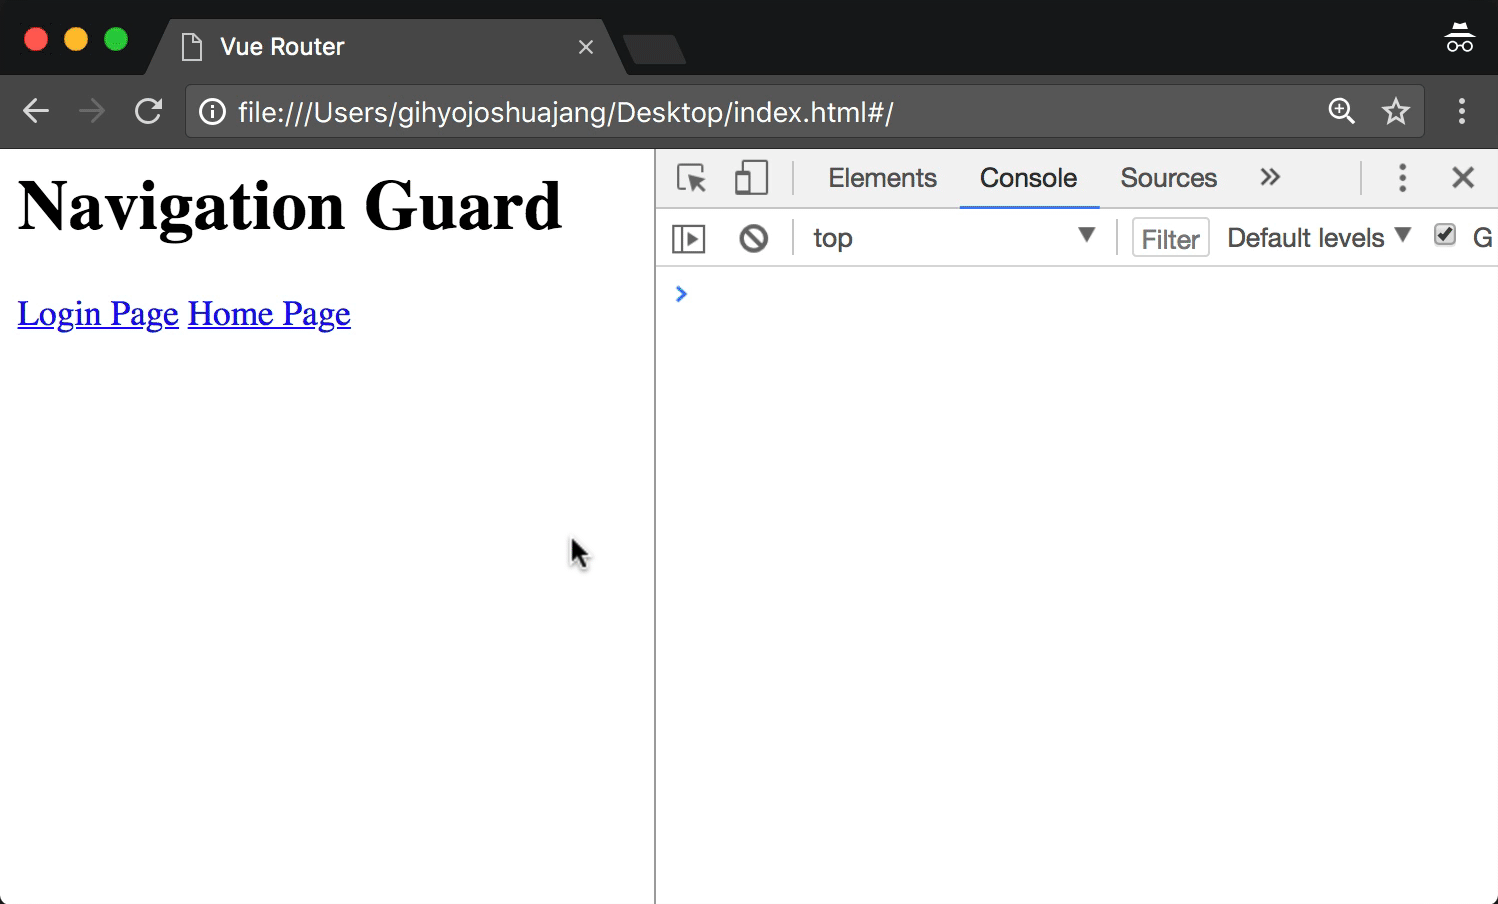 Vue Router
file:///Users/gihyojoshuajang/Desktop/index.html#/
Navigation Guard
Login Page Home Page
Elements Console Sources
top Filter Default levels G